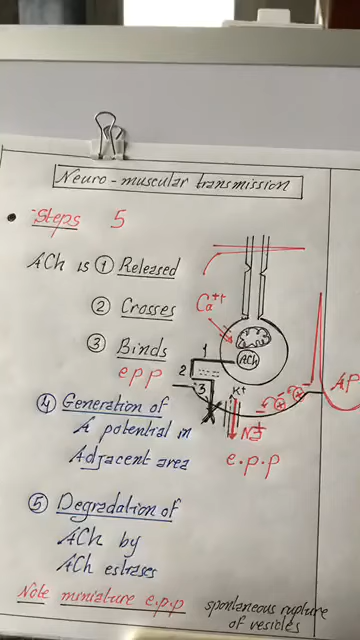 Neuro-muscular transmission
• Steps 5
ACh is ① Released
② Crosses
③ Binds
e p p
④ Generation of
A potential in
Adjacent area
⑤ Degradation of
ACh by
ACh estrases
Note miniature e.p.p
spontaneous rupture
of vesicles
Ca++
ACh
1
2
3
K+
Na+
e.p.p
AP